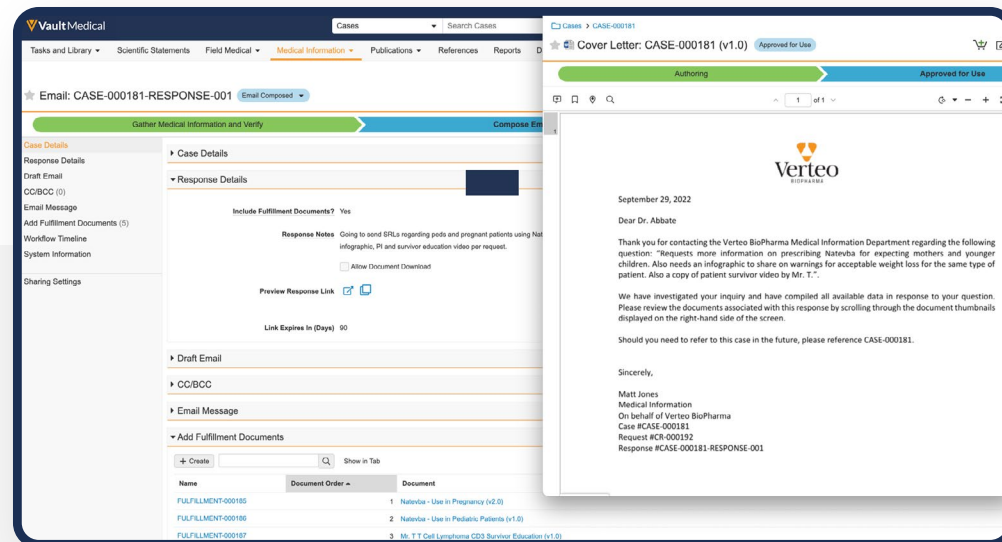 Vault Medical
Cases
Search Cases
Tasks and Library
Scientific Statements
Field Medical
Medical Information
Publications
References
Reports
Email: CASE-000181-RESPONSE-001
Email Composed
Gather Medical Information and Verify
Compose
Case Details
Response Details
Draft Email
CC/BCC (0)
Email Message
Add Fulfillment Documents (5)
Workflow Timeline
System Information
Sharing Settings
Case Details
Response Details
Include Fulfillment Documents? Yes
Response Notes Going to send SRLs regarding peds and pregnant patients using
infographic, PI and survivor education video per request.
Allow Document Download
Preview Response Link
Link Expires In (Days) 90
Draft Email
CC/BCC
Email Message
Add Fulfillment Documents
+ Create
Show in Tab
Name Document Order Document
FULFILLMENT-000185 1 Natevba - Use in Pregnancy (v2.0)
FULFILLMENT-000186 2 Natevba - Use in Pediatric Patients (v1.0)
FULFILLMENT-000187 3 Mr. T T Cell Lymphoma CD3 Survivor Education (v1.0)
Cases > CASE-000181
Cover Letter: CASE-000181 (v1.0) Approved for Use
Authoring
Approved for Use
1 of 1
1
Verteo
BIOPHARMA
September 29, 2022
Dear Dr. Abbate
Thank you for contacting the Verteo BioPharma Medical Information Department regarding the following
question: “Requests more information on prescribing Natevba for expecting mothers and younger
children. Also needs an infographic to share on warnings for acceptable weight loss for the same type of
patient. Also a copy of patient survivor video by Mr. T.”.
We have investigated your inquiry and have compiled all available data in response to your question.
Please review the documents associated with this response by scrolling through the document thumbnails
displayed on the right-hand side of the screen.
Should you need to refer to this case in the future, please reference CASE-000181.
Sincerely,
Matt Jones
Medical Information
On behalf of Verteo BioPharma
Case #CASE-000181
Request #CR-000192
Response #CASE-000181-RESPONSE-001